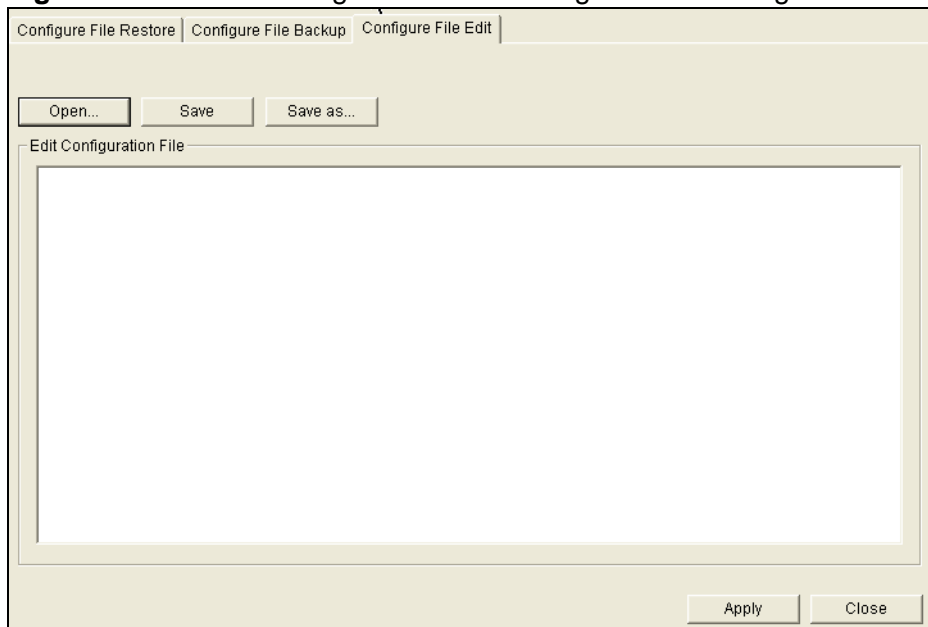 Configure File Restore Configure File Backup Configure File Edit
Open... Save Save as...
Edit Configuration File
Apply Close